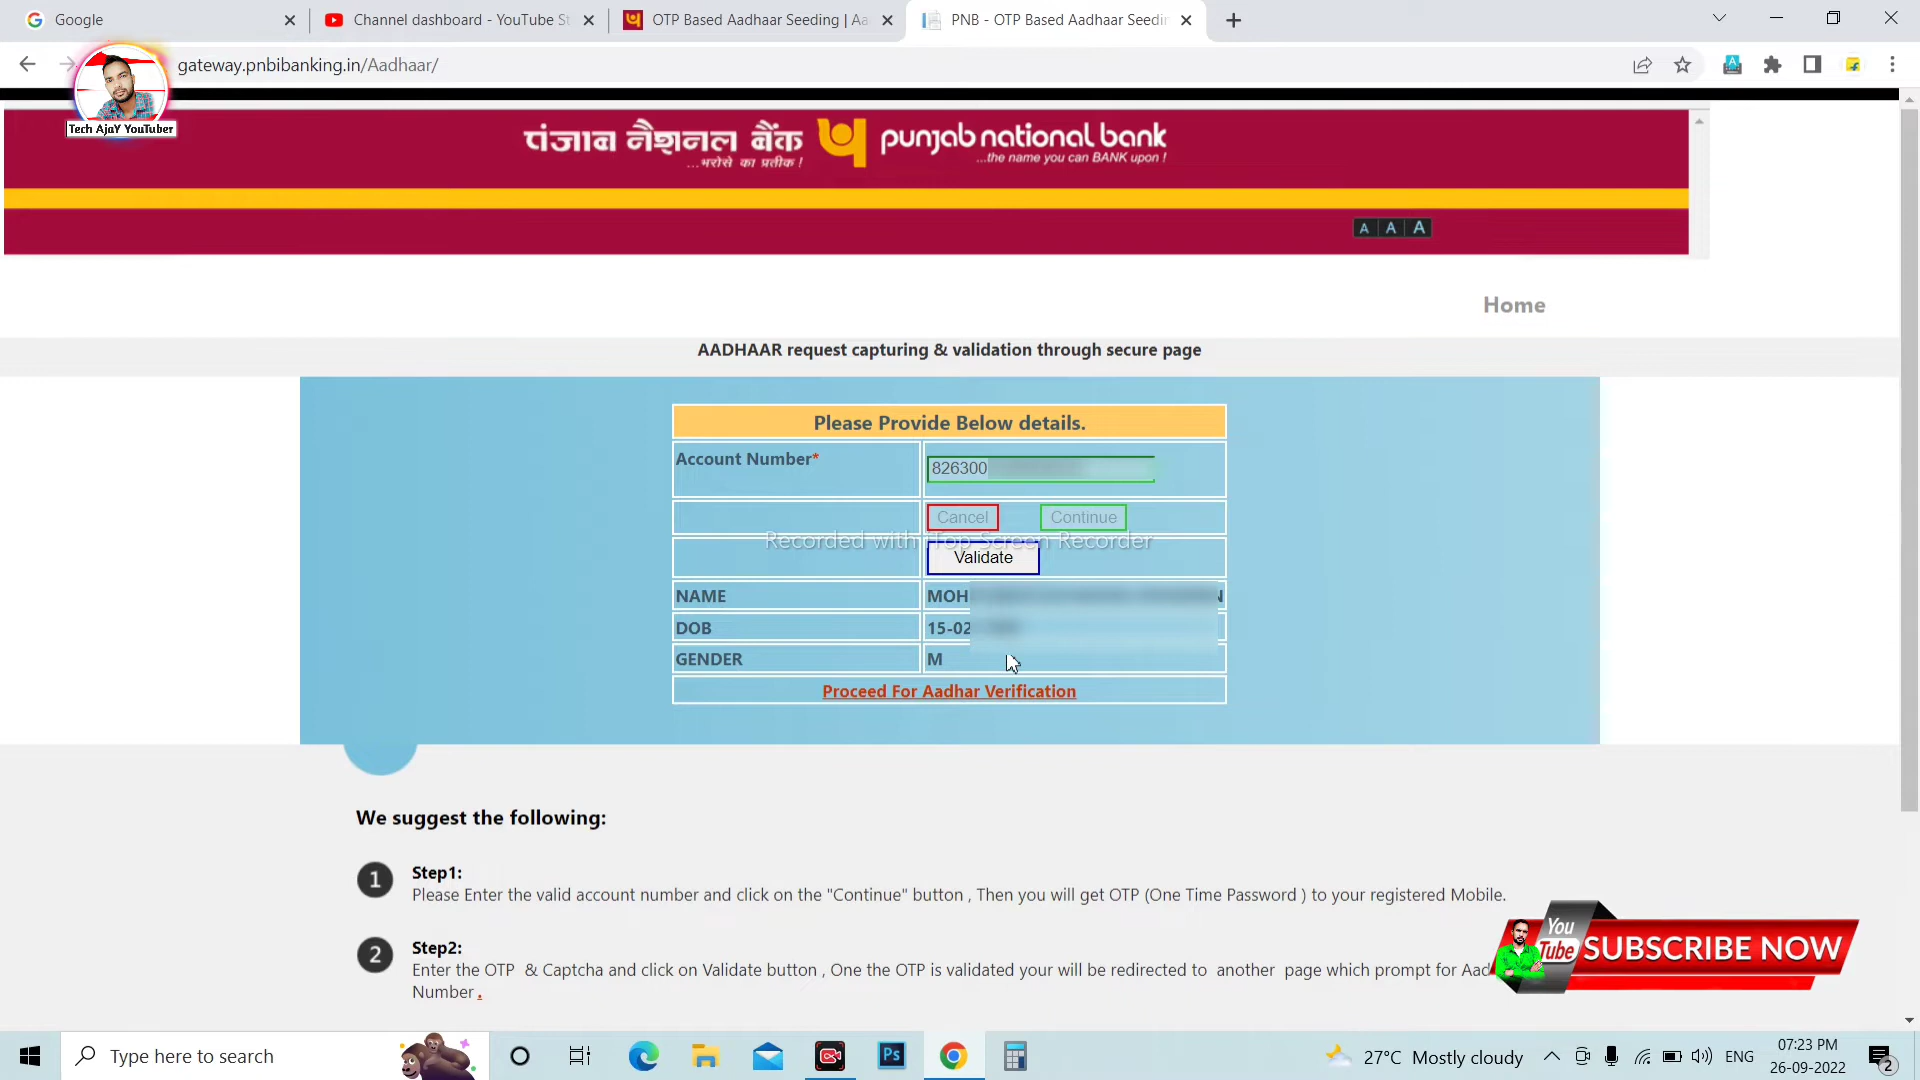 Google
Channel dashboard - YouTube St
OTP Based Aadhaar Seeding | Aa
PNB - OTP Based Aadhaar Seedin
gateway.pnbibanking.in/Aadhaar/
Tech AjaY YouTuber
पंजाब नैशनल बैंक
...भरोसे का प्रतीक !
punjab national bank
...the name you can BANK upon !
A A A
Home
AADHAAR request capturing & validation through secure page
Please Provide Below details.
Account Number*
826300
Cancel
Continue
Recorded with iTop Screen Recorder
Validate
NAME
MOH
N
DOB
15-02
GENDER
M
Proceed For Aadhar Verification
We suggest the following:
1
Step1:
Please Enter the valid account number and click on the "Continue" button , Then you will get OTP (One Time Password ) to your registered Mobile.
2
Step2:
Enter the OTP & Captcha and click on Validate button , One the OTP is validated your will be redirected to another page which prompt for Aad
Number .
You
Tube
SUBSCRIBE NOW
Type here to search
Ps
27°C Mostly cloudy
ENG
07:23 PM
26-09-2022
2